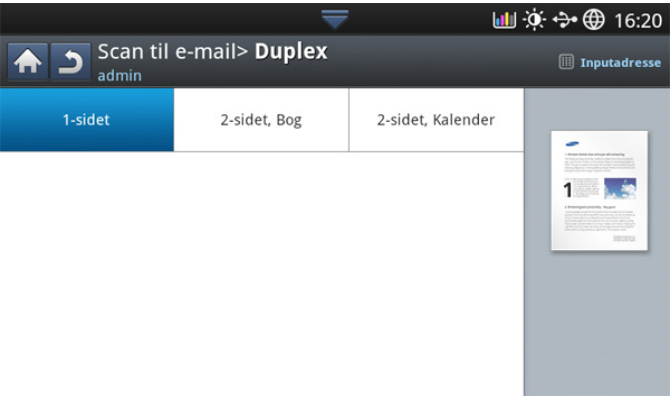 16:20
Scan til e-mail> Duplex
admin
Inputadresse
1-sidet
2-sidet, Bog
2-sidet, Kalender
1